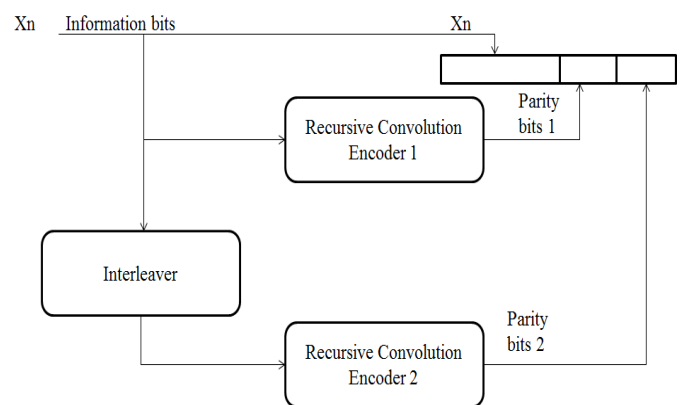 Xn Information bits Xn
Parity
bits 1
Recursive Convolution
Encoder 1
Interleaver
Parity
bits 2
Recursive Convolution
Encoder 2